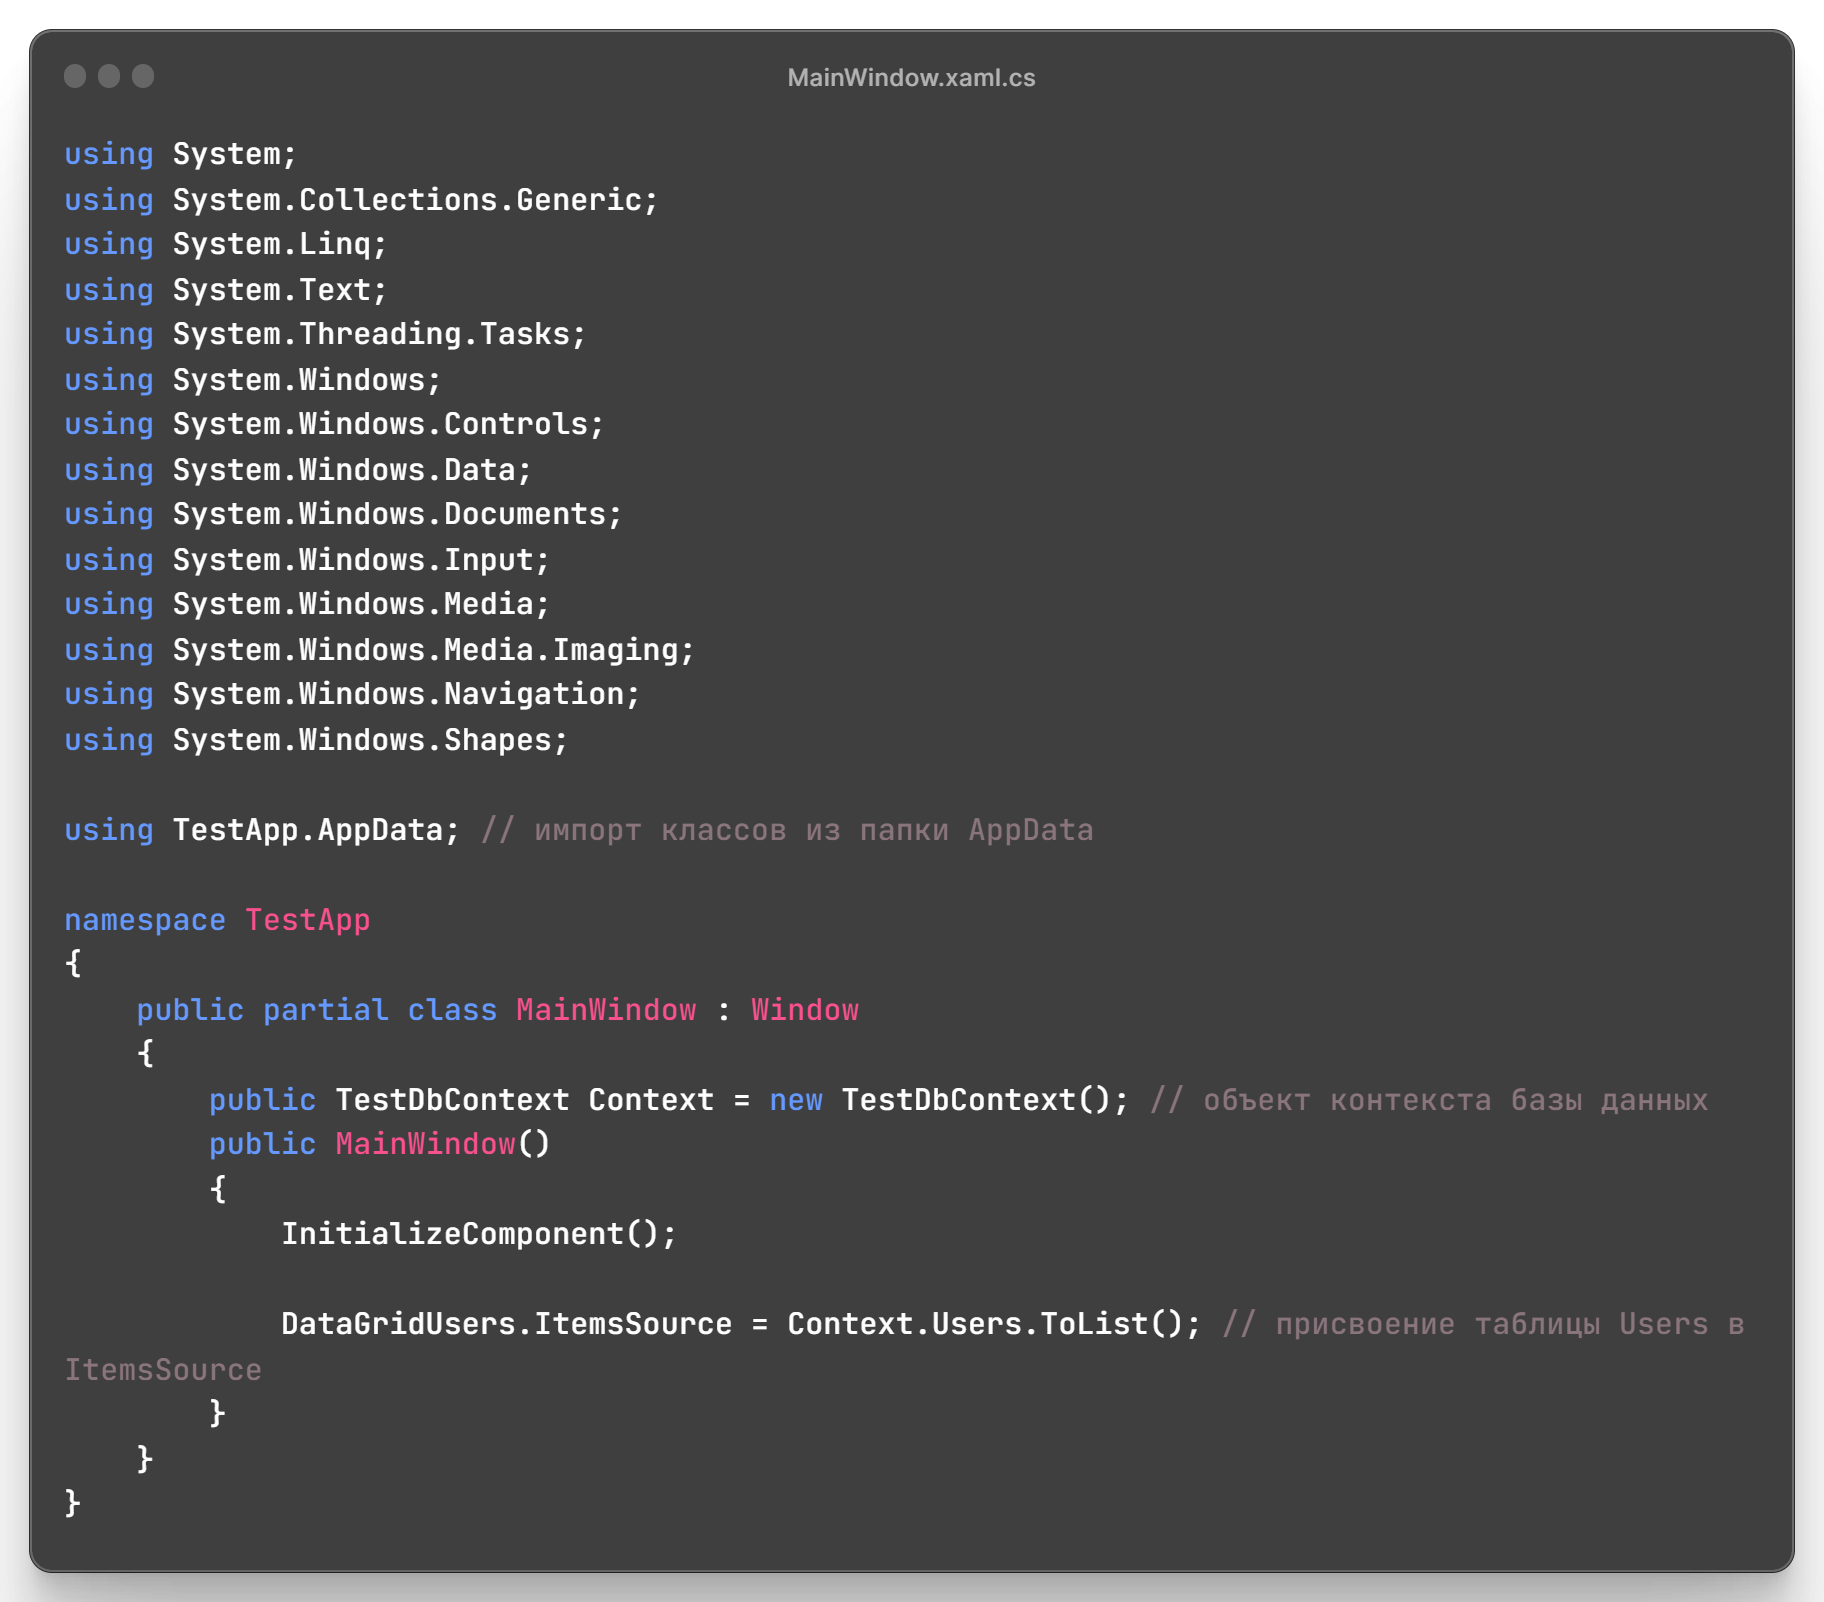 MainWindow.xaml.cs
using System;
using System.Collections.Generic;
using System.Linq;
using System.Text;
using System.Threading.Tasks;
using System.Windows;
using System.Windows.Controls;
using System.Windows.Data;
using System.Windows.Documents;
using System.Windows.Input;
using System.Windows.Media;
using System.Windows.Media.Imaging;
using System.Windows.Navigation;
using System.Windows.Shapes;
using TestApp.AppData; // импорт классов из папки AppData
namespace TestApp
{
    public partial class MainWindow : Window
    {
        public TestDbContext Context = new TestDbContext(); // объект контекста базы данных
        public MainWindow()
        {
            InitializeComponent();
            DataGridUsers.ItemsSource = Context.Users.ToList(); // присвоение таблицы Users в
ItemsSource
        }
    }
}